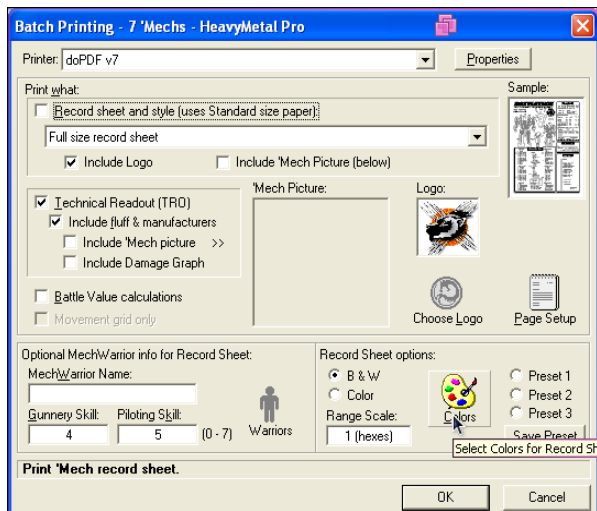 Batch Printing - 7 'Mechs - HeavyMetal Pro
Printer: doPDF v7 Properties
Print what: Sample:
Record sheet and style (uses Standard size paper):
Full size record sheet
Include Logo Include 'Mech Picture (below)
'Mech Picture: Logo:
Technical Readout (TRO)
Include fluff & manufacturers
Include 'Mech picture >>
Include Damage Graph
Battle Value calculations
Movement grid only
Choose Logo Page Setup
Optional MechWarrior info for Record Sheet: Record Sheet options:
MechWarrior Name:
B & W Preset 1
Color Preset 2
Gunnery Skill: Piloting Skill: Range Scale: Colors Preset 3
4 5 (0 - 7) Warriors 1 (hexes) Save Preset
Select Colors for Record Sh
Print 'Mech record sheet.
OK Cancel